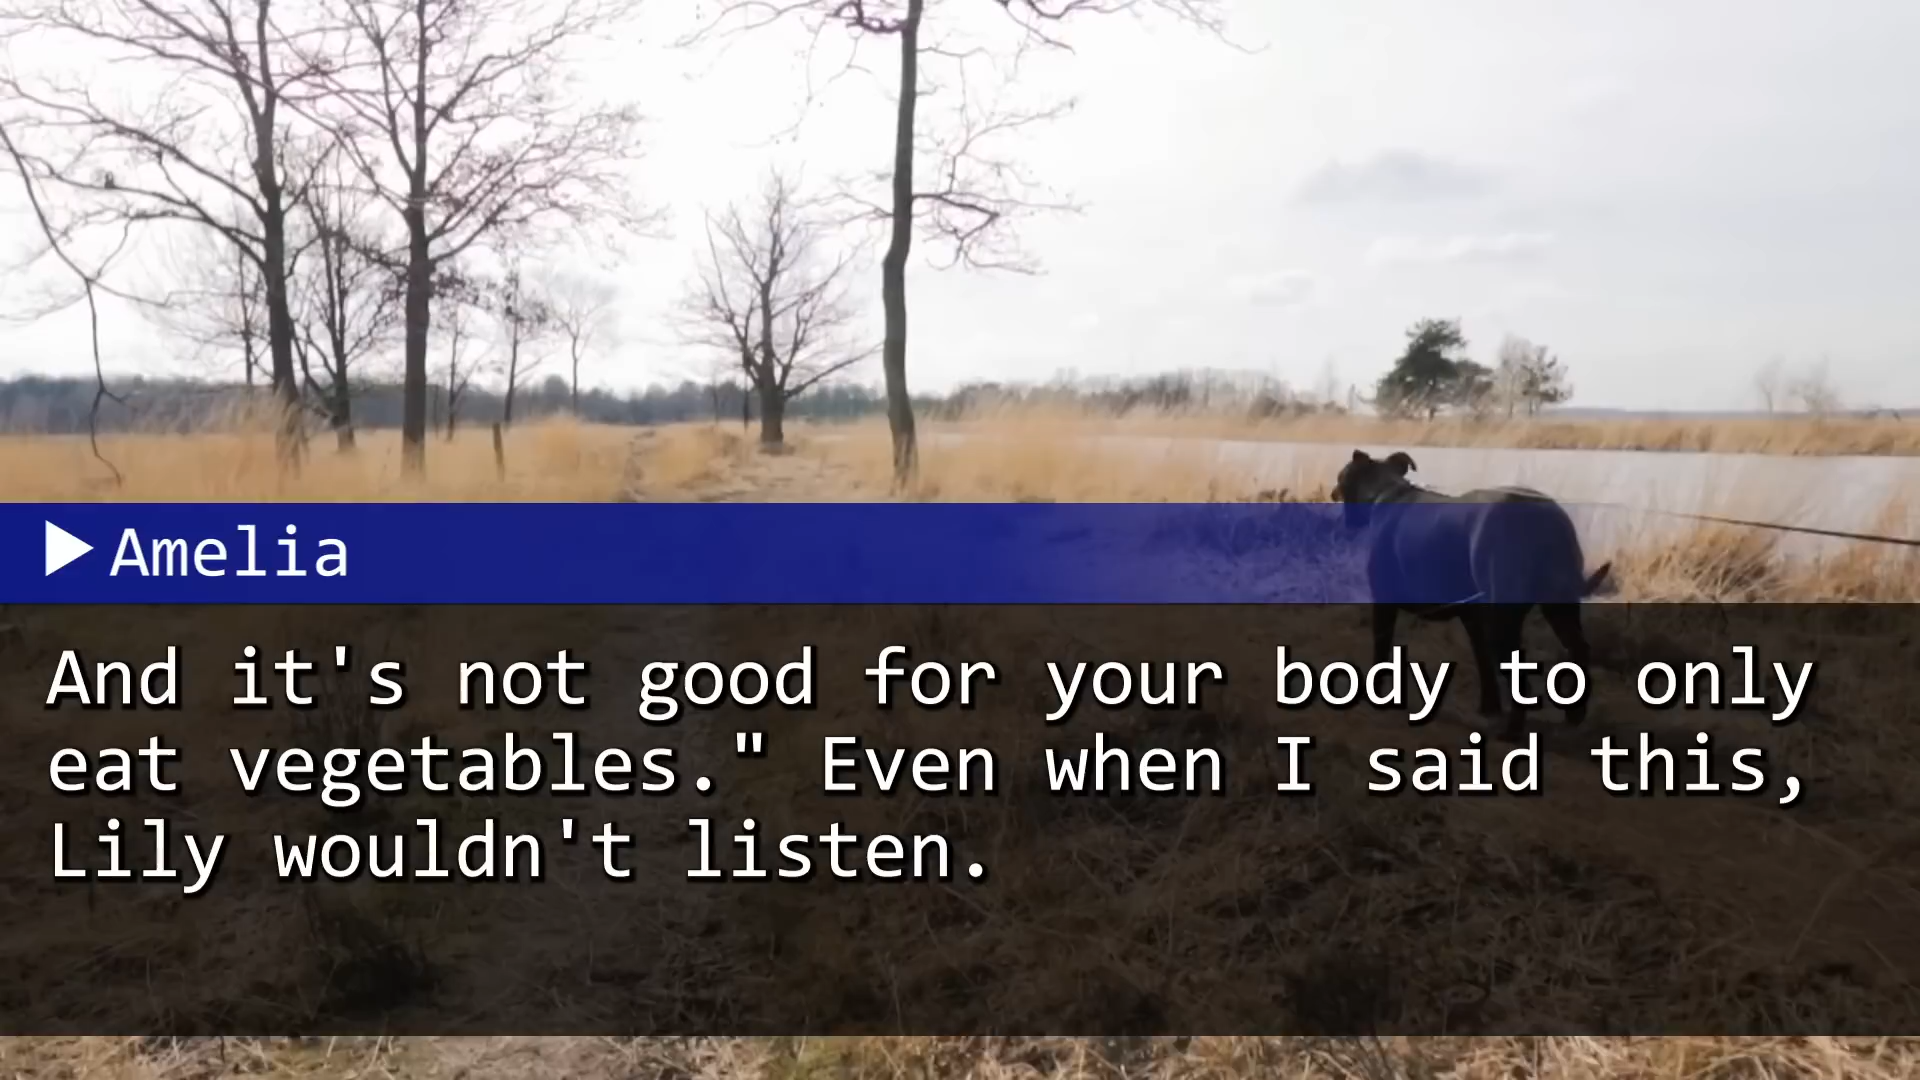 Amelia
And it's not good for your body to only
eat vegetables." Even when I said this,
Lily wouldn't listen.